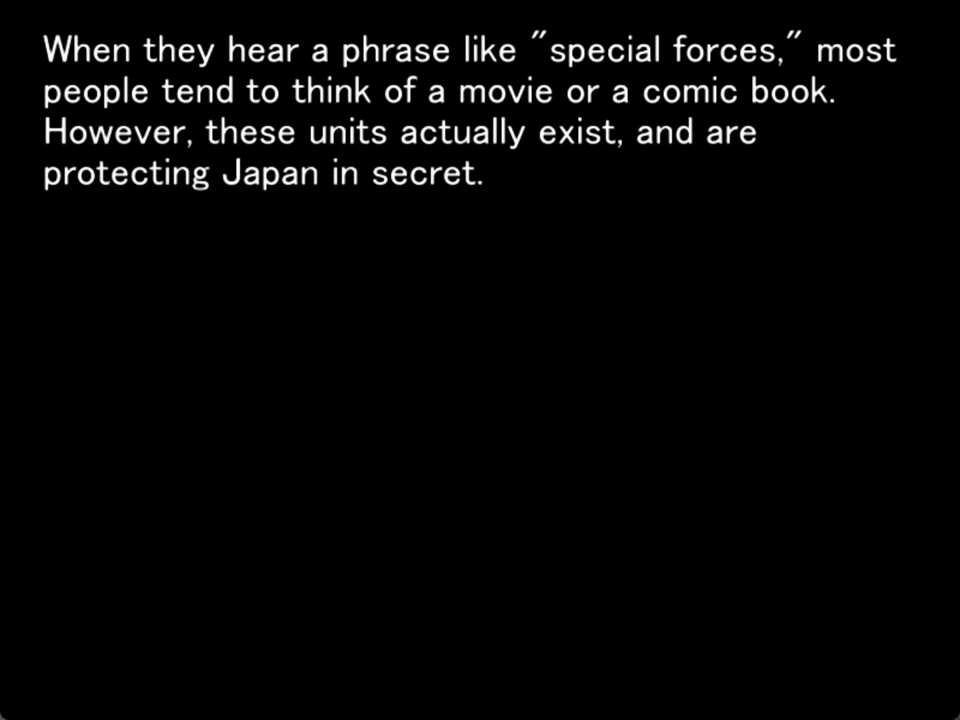 When they hear a phrase like "special forces," most
people tend to think of a movie or a comic book.
However, these units actually exist, and are
protecting Japan in secret.